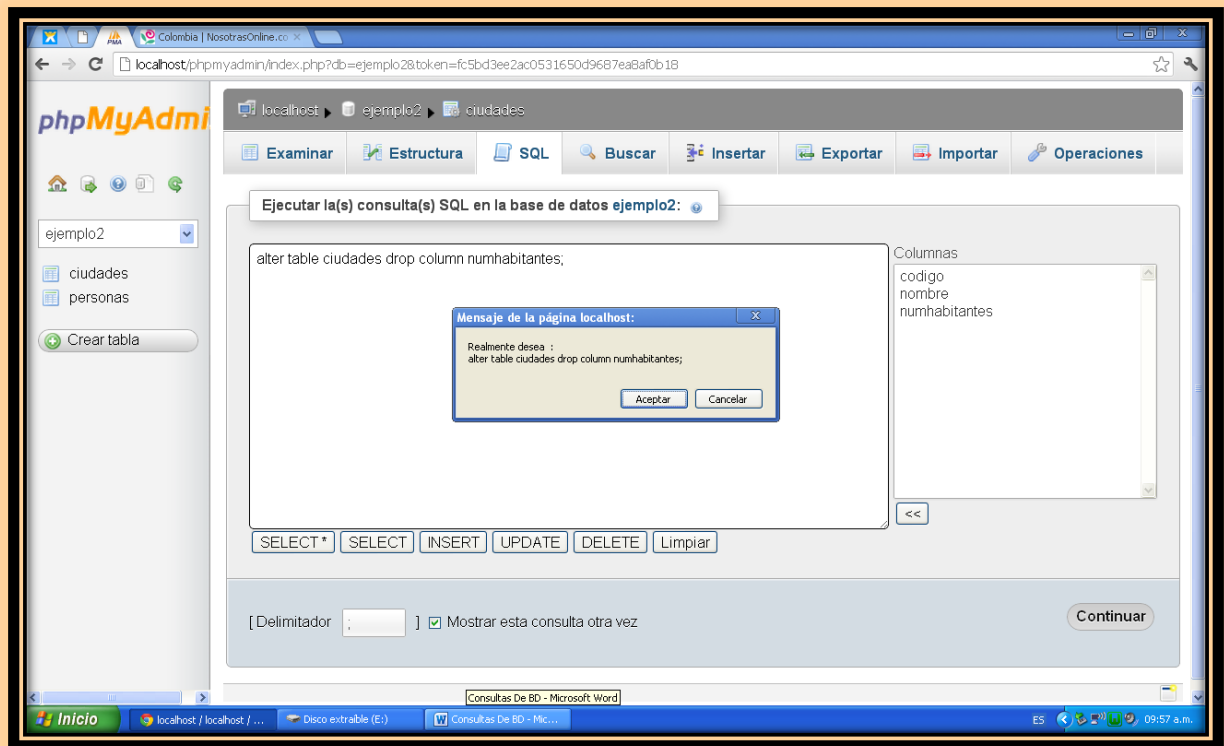 Colombia | NosotrasOnline.co
localhost/phpmyadmin/index.php?db=ejemplo2&token=fc5bd3ee2ac0531650d9687ea8af0b18
phpMyAdmi
localhost ▸ ejemplo2 ▸ ciudades
Examinar Estructura SQL Buscar Insertar Exportar Importar Operaciones
Ejecutar la(s) consulta(s) SQL en la base de datos ejemplo2:
ejemplo2
ciudades
personas
Crear tabla
alter table ciudades drop column numhabitantes;
Columnas
codigo
nombre
numhabitantes
<<
Mensaje de la página localhost:
Realmente desea :
alter table ciudades drop column numhabitantes;
Aceptar Cancelar
SELECT * SELECT INSERT UPDATE DELETE Limpiar
[ Delimitador ; ] Mostrar esta consulta otra vez
Continuar
Consultas De BD - Microsoft Word
Inicio localhost / localhost / ... Disco extraíble (E:) Consultas De BD - Mic... ES 09:57 a.m.